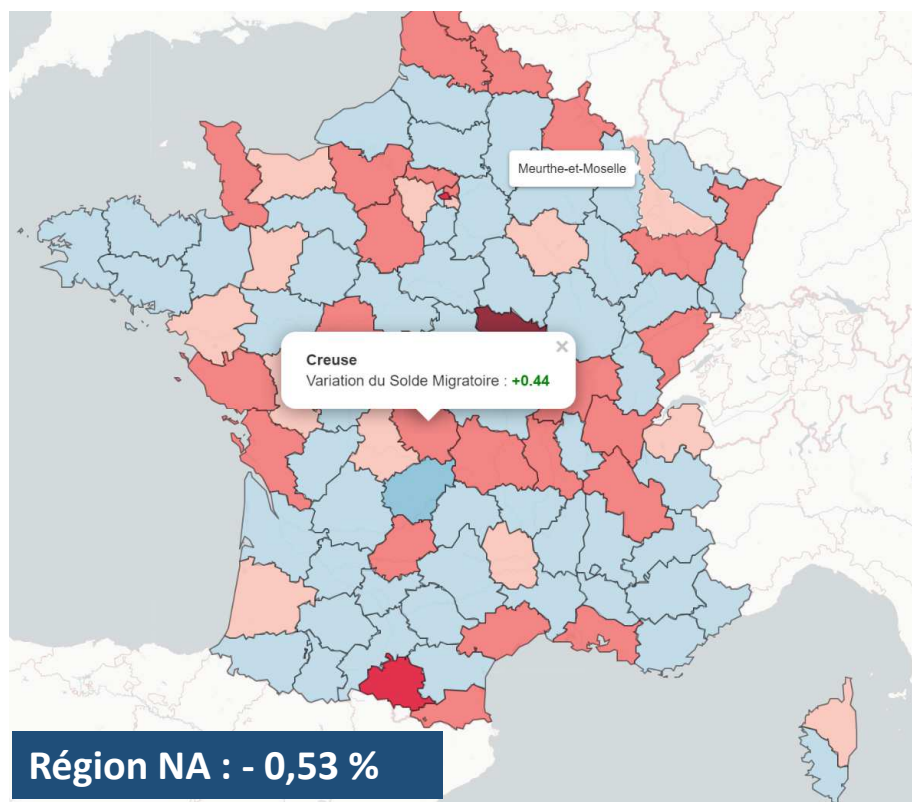 Meurthe-et-Moselle
×
Creuse
Variation du Solde Migratoire : +0.44
Région NA : - 0,53 %